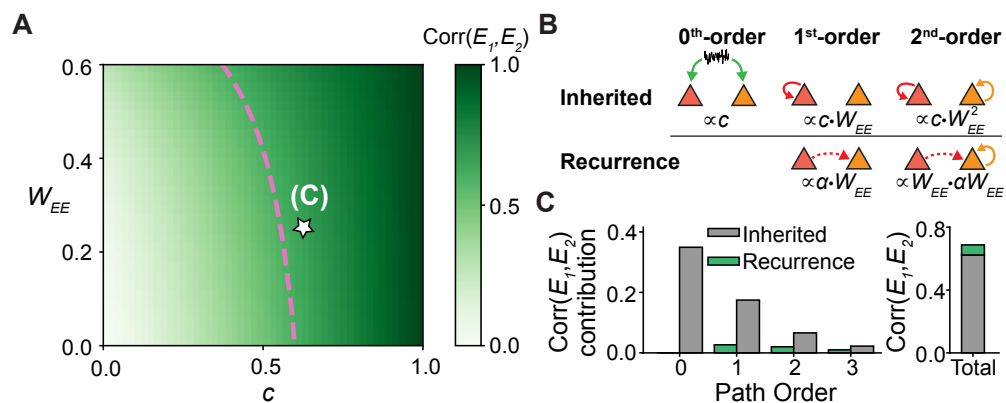 A
Corr(E1,E2)
0.6
0.4
0.2
0.0
WEE
(C)
0.0
0.5
1.0
c
1.0
0.5
0.0
B
0th-order
1st-order
2nd-order
Inherited
∝c
∝c·WEE
∝c·W²EE
Recurrence
∝α·WEE
∝WEE·αWEE
C
Corr(E1,E2)
contribution
0.4
0.2
0.0
Inherited
Recurrence
0
1
2
3
Path Order
Corr(E1,E2)
0.8
0.4
0.0
Total